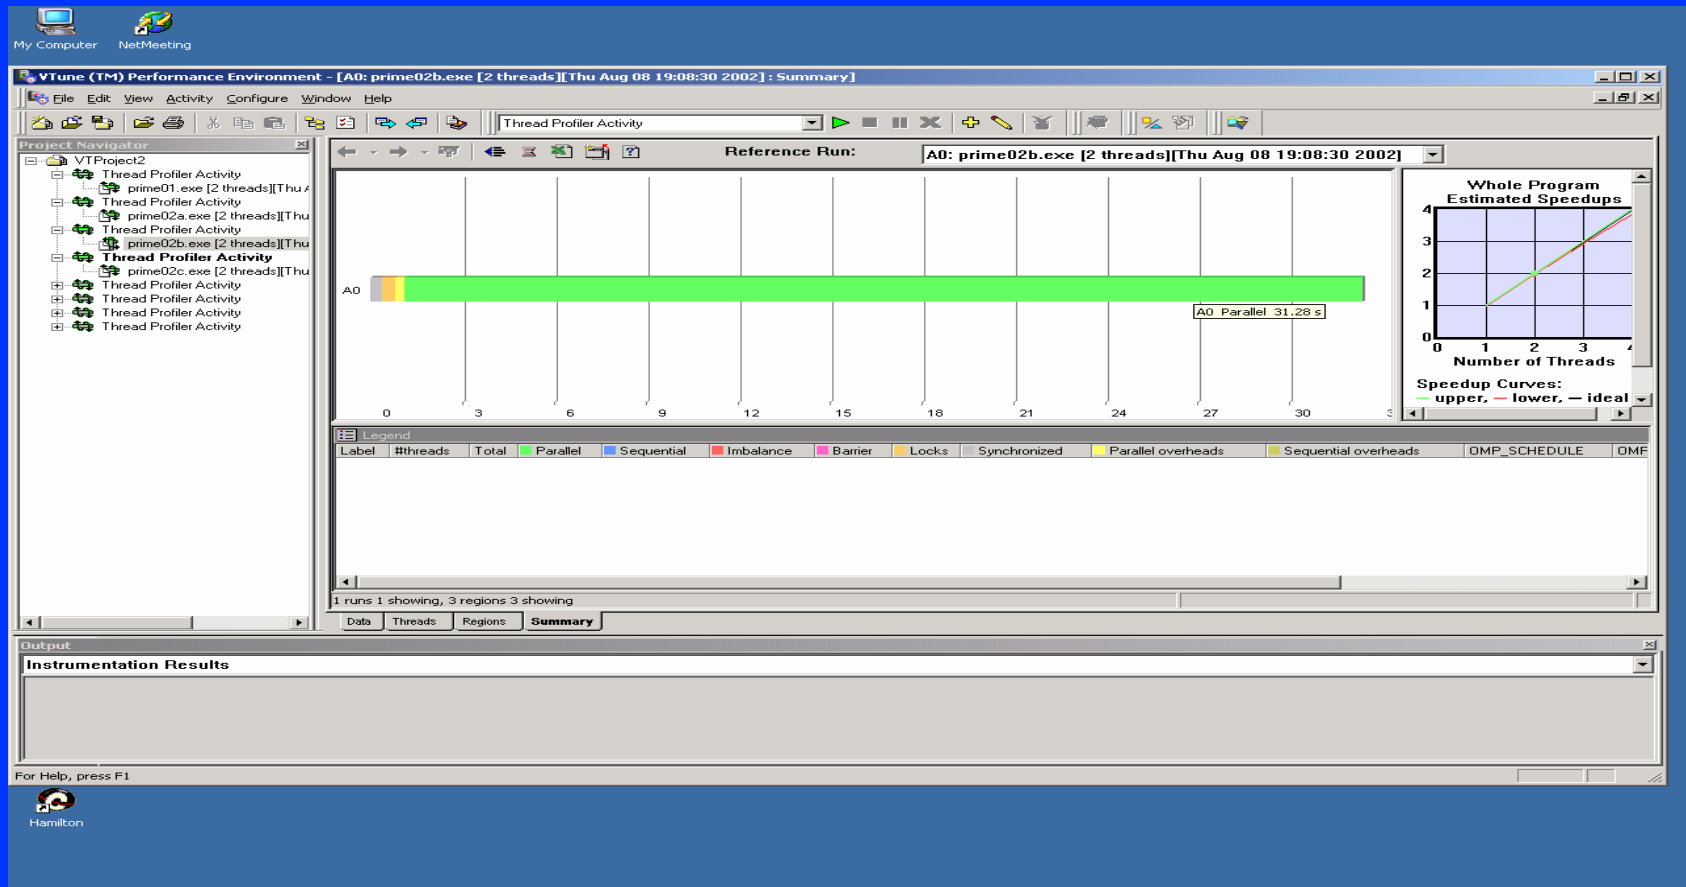 My Computer
NetMeeting
VTune (TM) Performance Environment - [A0: prime02b.exe [2 threads][Thu Aug 08 19:08:30 2002] : Summary]
File Edit View Activity Configure Window Help
Thread Profiler Activity
Project Navigator
VTProject2
Thread Profiler Activity
prime01.exe [2 threads][Thu A
Thread Profiler Activity
prime02a.exe [2 threads][Thu
Thread Profiler Activity
prime02b.exe [2 threads][Thu
Thread Profiler Activity
prime02c.exe [2 threads][Thu
Thread Profiler Activity
Thread Profiler Activity
Thread Profiler Activity
Thread Profiler Activity
Reference Run: A0: prime02b.exe [2 threads][Thu Aug 08 19:08:30 2002]
A0
A0 Parallel 31.28 s
0 3 6 9 12 15 18 21 24 27 30
Whole Program
Estimated Speedups
4
3
2
1
0
0 1 2 3
Number of Threads
Speedup Curves:
upper, lower, ideal
Legend
Label #threads Total Parallel Sequential Imbalance Barrier Locks Synchronized Parallel overheads Sequential overheads OMP_SCHEDULE OMF
1 runs 1 showing, 3 regions 3 showing
Data Threads Regions Summary
Output
Instrumentation Results
For Help, press F1
Hamilton